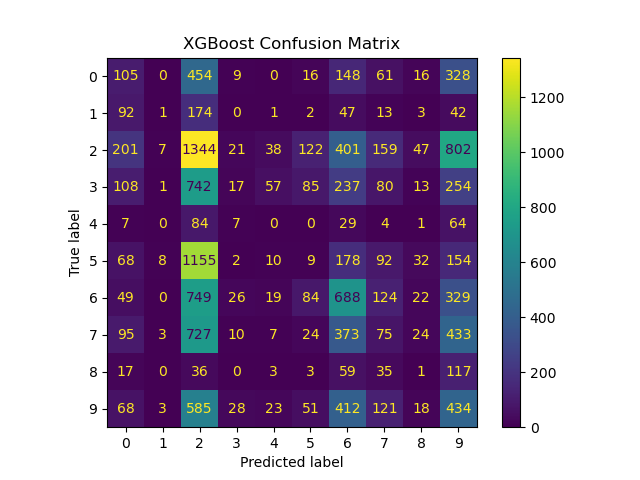 XGBoost Confusion Matrix
0 105 0 454 9 0 16 148 61 16 328
1 92 1 174 0 1 2 47 13 3 42
2 201 7 1344 21 38 122 401 159 47 802
3 108 1 742 17 57 85 237 80 13 254
4 7 0 84 7 0 0 29 4 1 64
5 68 8 1155 2 10 9 178 92 32 154
6 49 0 749 26 19 84 688 124 22 329
7 95 3 727 10 7 24 373 75 24 433
8 17 0 36 0 3 3 59 35 1 117
9 68 3 585 28 23 51 412 121 18 434
0 1 2 3 4 5 6 7 8 9
Predicted label
True label
1200
1000
800
600
400
200
0